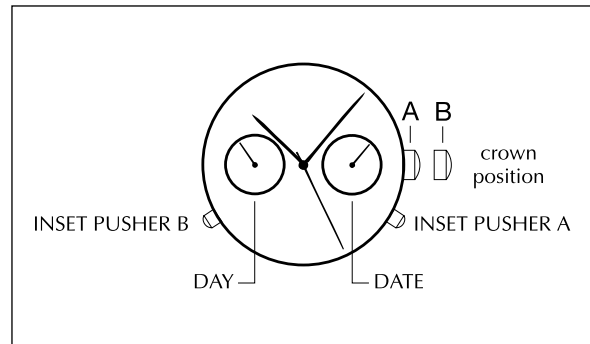 A B
crown
position
INSET PUSHER B
INSET PUSHER A
DAY
DATE